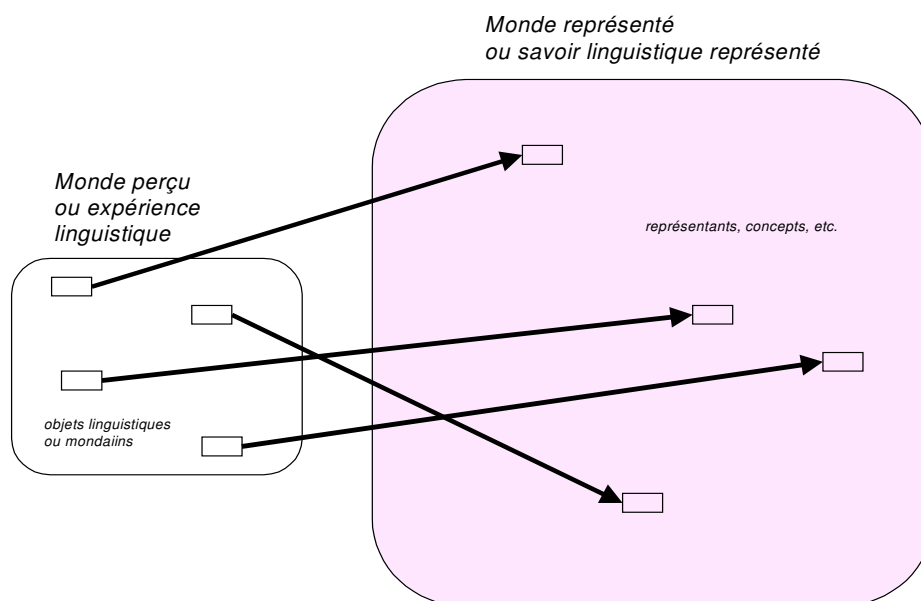 Monde représenté
ou savoir linguistique représenté
Monde perçu
ou expérience
linguistique
représentants, concepts, etc.
objets linguistiques
ou mondaiins